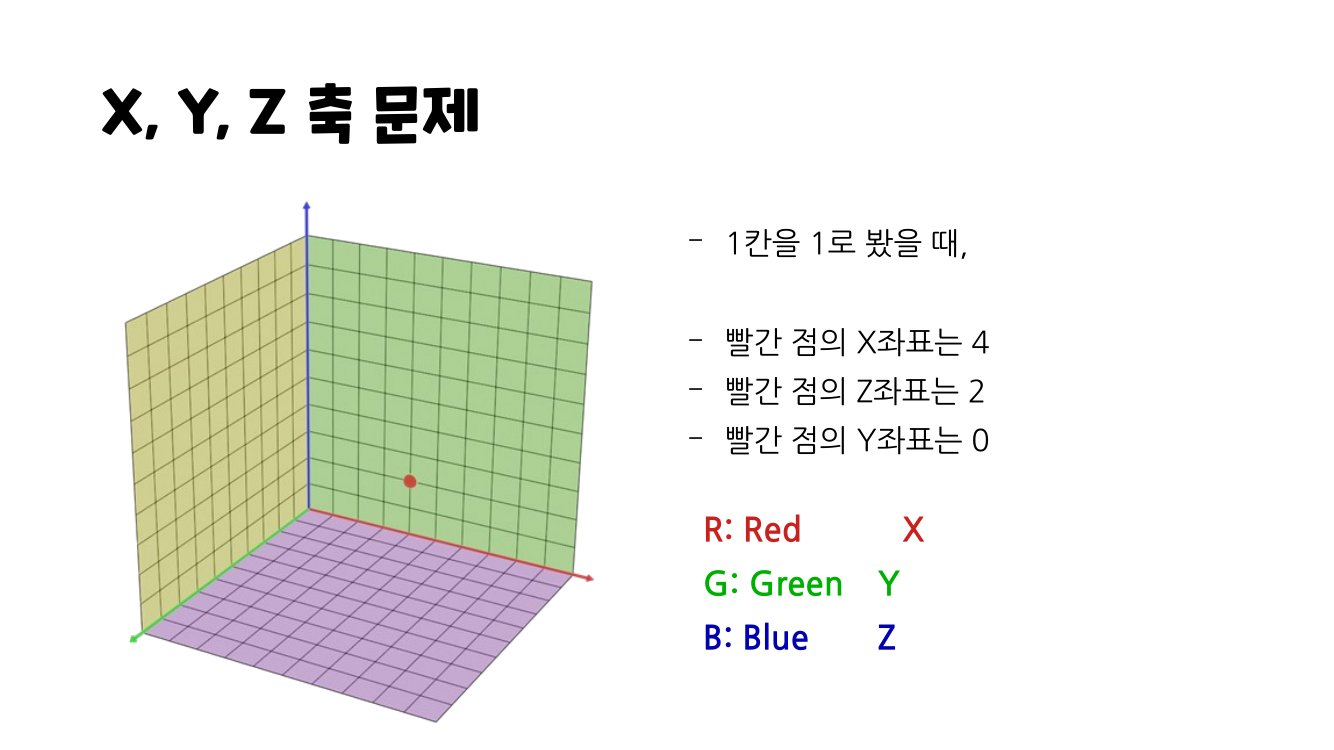 X, Y, Z 축 문제
- 1칸을 1로 봤을 때,
- 빨간 점의 X좌표는 4
- 빨간 점의 Z좌표는 2
- 빨간 점의 Y좌표는 0
R: Red X
G: Green Y
B: Blue Z